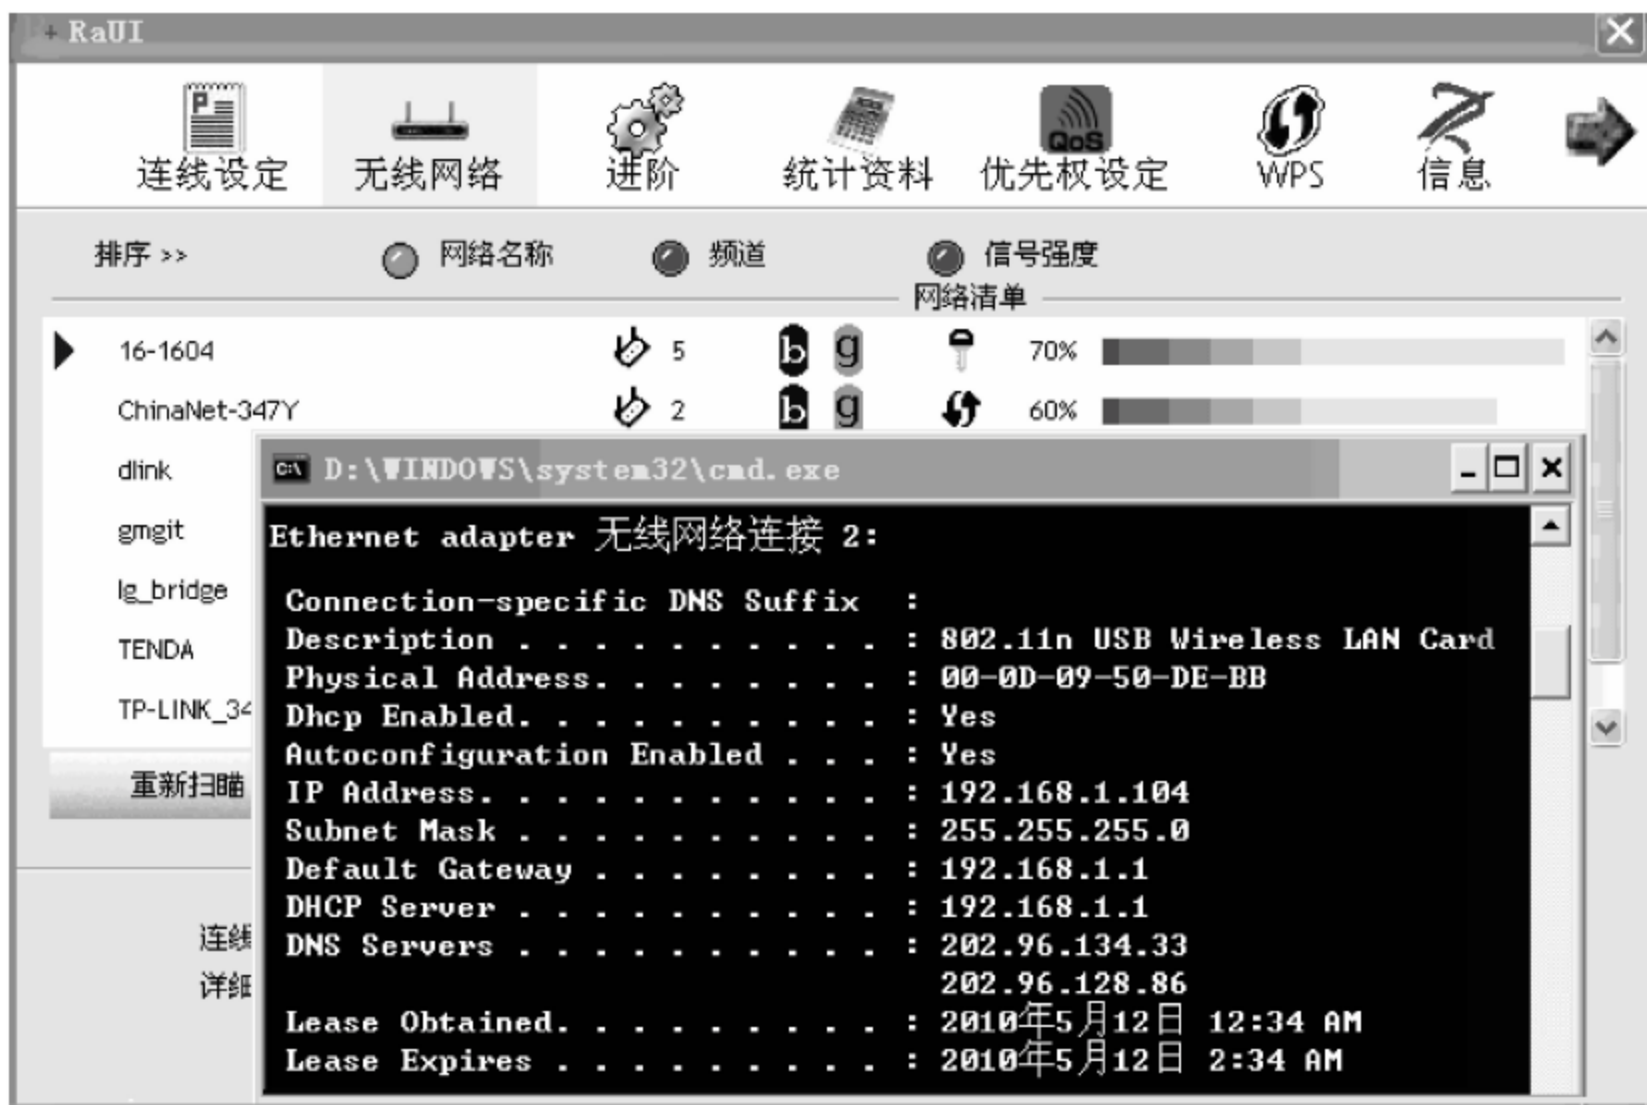 RaUI
连线设定 无线网络 进阶 统计资料 QoS 优先权设定 WPS 信息
排序 >> 网络名称 频道 信号强度
网络清单
16-1604 5 b g 70%
ChinaNet-347Y 2 b g 60%
dlink
gmgit
lg_bridge
TENDA
TP-LINK_34
重新扫瞄
连线
详细
D:\WINDOWS\system32\cmd.exe
Ethernet adapter 无线网络连接 2:
Connection-specific DNS Suffix :
Description . . . . . . . . . . : 802.11n USB Wireless LAN Card
Physical Address. . . . . . . . : 00-0D-09-50-DE-BB
Dhcp Enabled. . . . . . . . . . : Yes
Autoconfiguration Enabled . . . : Yes
IP Address. . . . . . . . . . . : 192.168.1.104
Subnet Mask . . . . . . . . . . : 255.255.255.0
Default Gateway . . . . . . . . : 192.168.1.1
DHCP Server . . . . . . . . . . : 192.168.1.1
DNS Servers . . . . . . . . . . : 202.96.134.33
202.96.128.86
Lease Obtained. . . . . . . . . : 2010年5月12日 12:34 AM
Lease Expires . . . . . . . . . : 2010年5月12日 2:34 AM